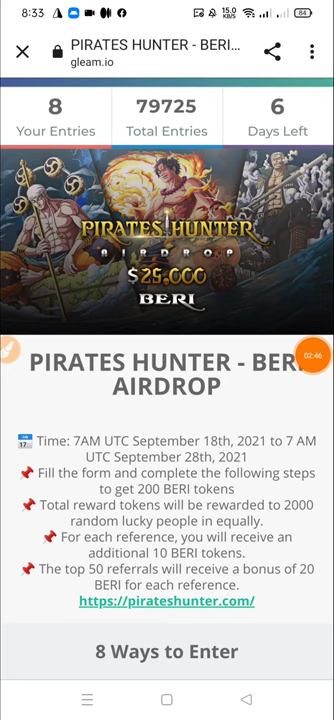 8:33
15.0
KB/S
84
PIRATES HUNTER - BERI...
gleam.io
8
79725
6
Your Entries
Total Entries
Days Left
PIRATES HUNTER
AIRDROP
$25,000
BERI
02:46
PIRATES HUNTER - BERI
AIRDROP
17
Time: 7AM UTC September 18th, 2021 to 7 AM
UTC September 28th, 2021
Fill the form and complete the following steps
to get 200 BERI tokens
Total reward tokens will be rewarded to 2000
random lucky people in equally.
For each reference, you will receive an
additional 10 BERI tokens.
The top 50 referrals will receive a bonus of 20
BERI for each reference.
https://pirateshunter.com/
8 Ways to Enter